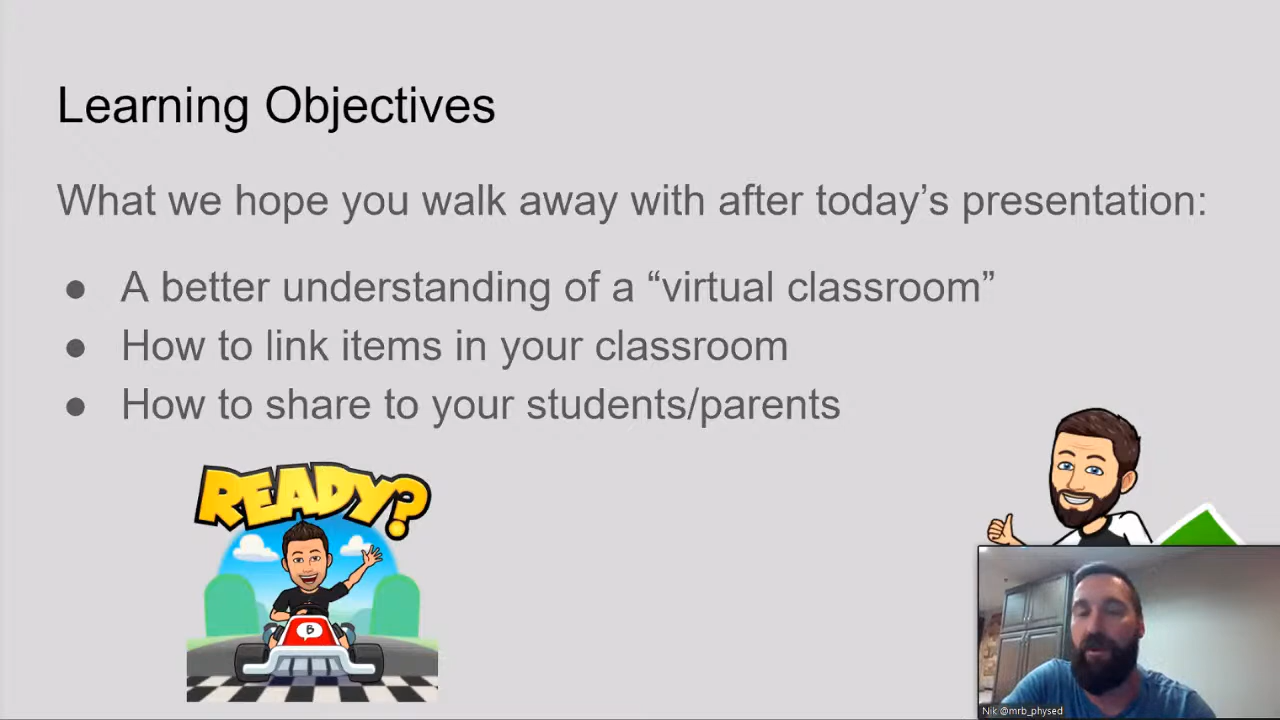 Learning Objectives
What we hope you walk away with after today’s presentation:
● A better understanding of a “virtual classroom”
● How to link items in your classroom
● How to share to your students/parents
READY?
B
Nik @mrb_physed